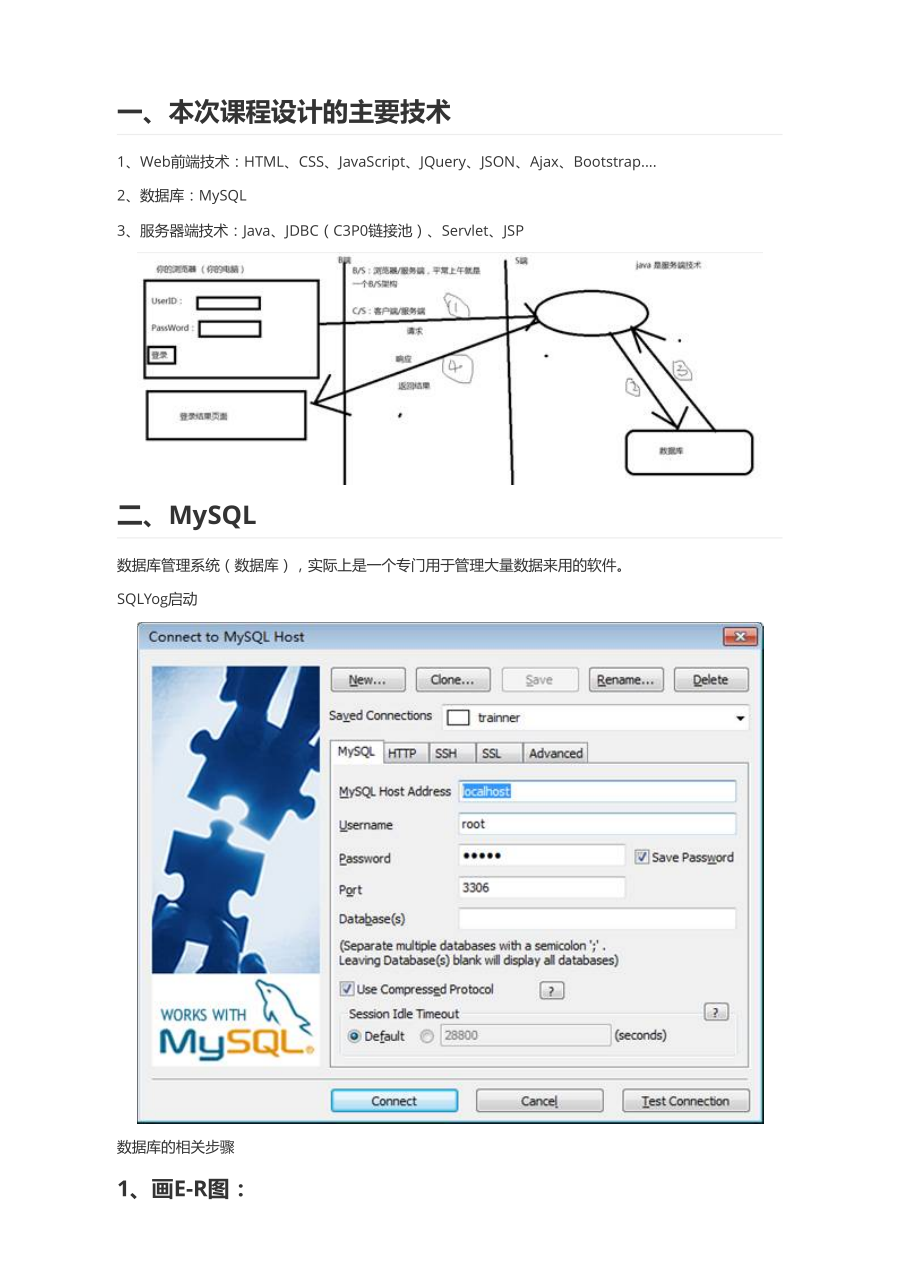 一、本次课程设计的主要技术
1、Web前端技术：HTML、CSS、JavaScript、JQuery、JSON、Ajax、Bootstrap....
2、数据库：MySQL
3、服务器端技术：Java、JDBC（C3P0链接池）、Servlet、JSP
你的浏览器（你的电脑）
B端
S端
java 是服务端技术
B/S：浏览器/服务端，平常上午就是
一个B/S架构
UserID：
C/S：客户端/服务端
1
PassWord：
请求
登录
响应
4
返回结果
2
3
登录结果页面
数据库
二、MySQL
数据库管理系统（数据库），实际上是一个专门用于管理大量数据来用的软件。
SQLYog启动
Connect to MySQL Host
New... Clone... Save Rename... Delete
Saved Connections trainner
MySQL HTTP SSH SSL Advanced
MySQL Host Address localhost
Username root
Password ••••• Save Password
Port 3306
Database(s)
(Separate multiple databases with a semicolon ';' .
Leaving Database(s) blank will display all databases)
Use Compressed Protocol ?
Session Idle Timeout ?
Default 28800 (seconds)
WORKS WITH
MySQL®
Connect Cancel Test Connection
数据库的相关步骤
1、画E-R图：